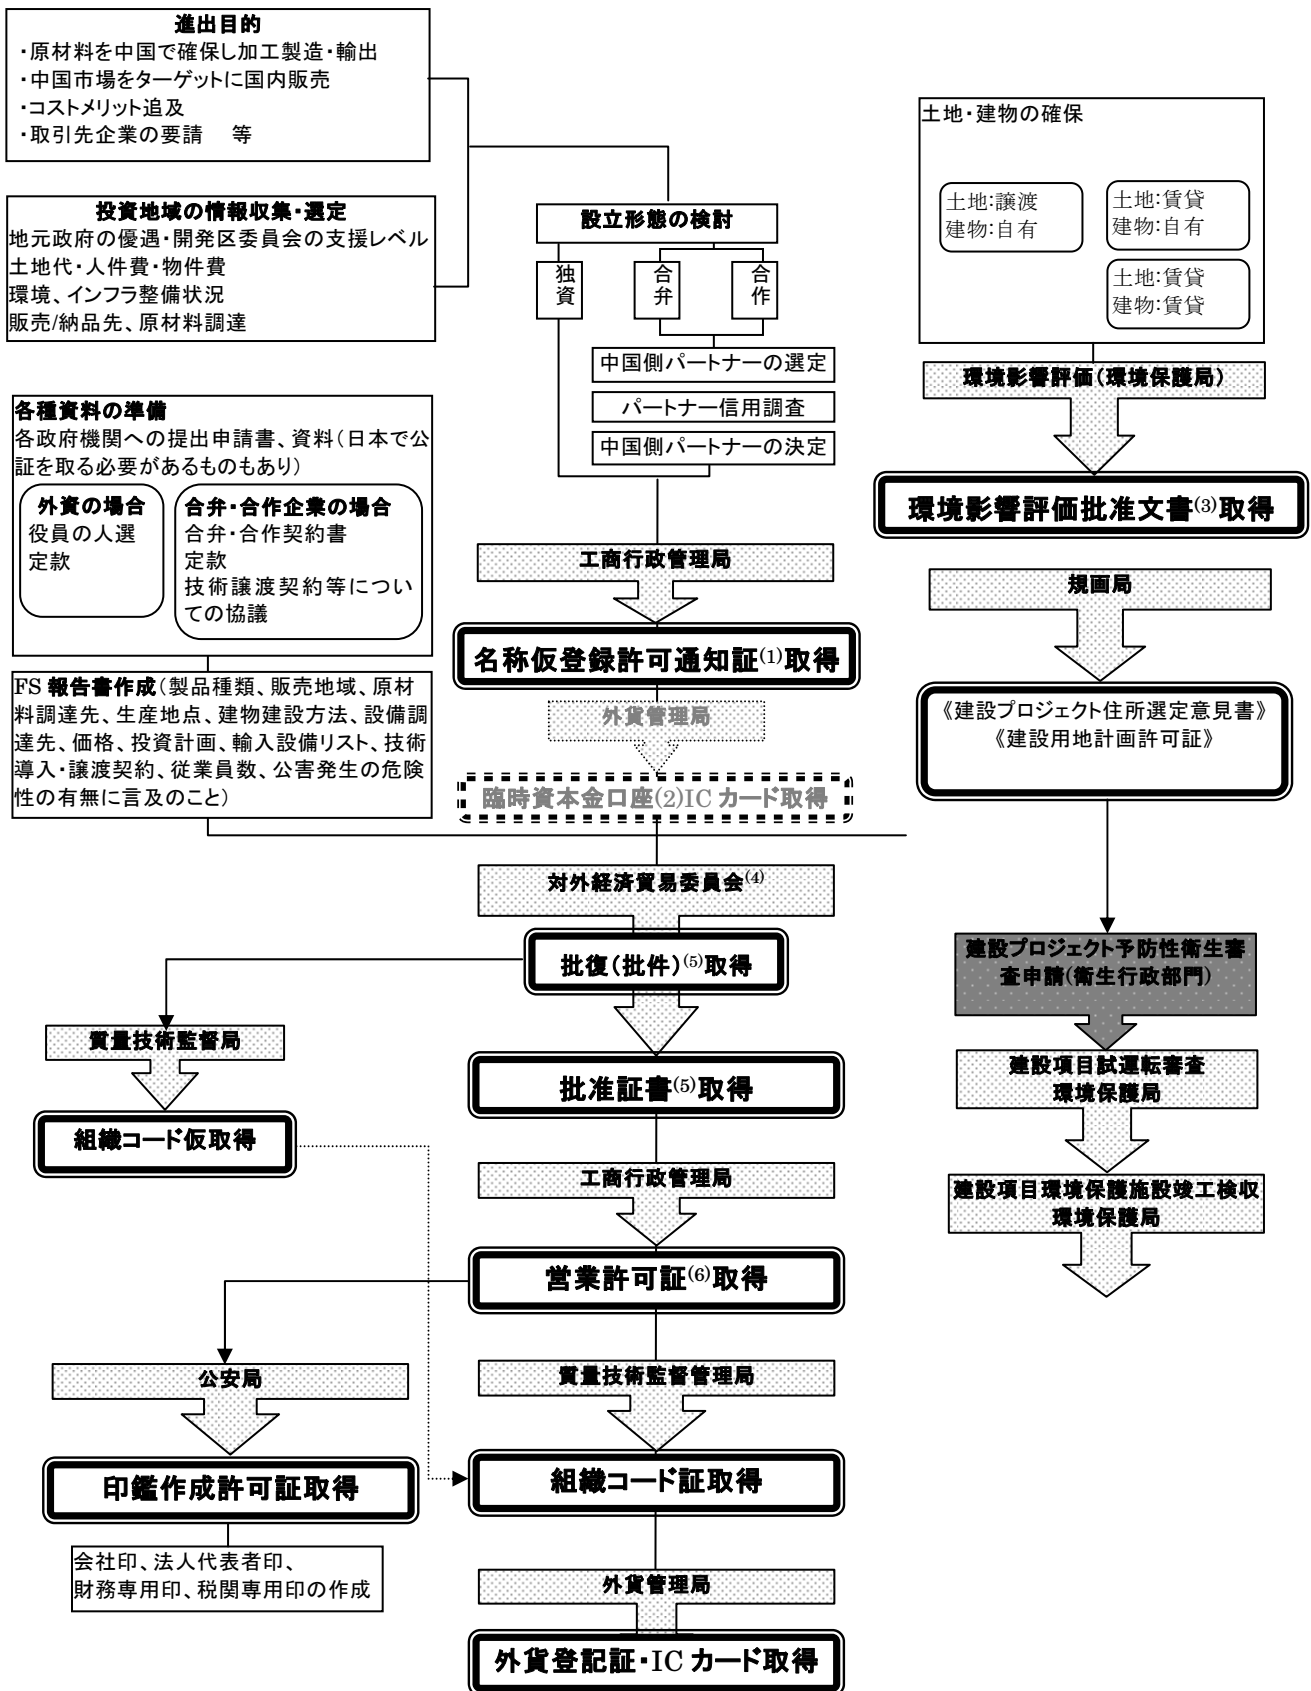 進出目的
・原材料を中国で確保し加工製造・輸出
・中国市場をターゲットに国内販売
・コストメリット追及
・取引先企業の要請　等
投資地域の情報収集・選定
地元政府の優遇・開発区委員会の支援レベル
土地代・人件費・物件費
環境、インフラ整備状況
販売/納品先、原材料調達
各種資料の準備
各政府機関への提出申請書、資料(日本で公
証を取る必要があるものもあり)
外資の場合
役員の人選
定款
合弁・合作企業の場合
合弁・合作契約書
定款
技術譲渡契約等につい
ての協議
FS 報告書作成(製品種類、販売地域、原材
料調達先、生産地点、建物建設方法、設備調
達先、価格、投資計画、輸入設備リスト、技術
導入・譲渡契約、従業員数、公害発生の危険
性の有無に言及のこと)
設立形態の検討
独資
合弁
合作
中国側パートナーの選定
パートナー信用調査
中国側パートナーの決定
工商行政管理局
名称仮登録許可通知証(1)取得
外貨管理局
臨時資本金口座(2)IC カード取得
対外経済貿易委員会(4)
批復(批件)(5)取得
質量技術監督局
組織コード仮取得
批准証書(5)取得
工商行政管理局
営業許可証(6)取得
公安局
印鑑作成許可証取得
会社印、法人代表者印、
財務専用印、税関専用印の作成
質量技術監督管理局
組織コード証取得
外貨管理局
外貨登記証・IC カード取得
土地・建物の確保
土地:譲渡
建物:自有
土地:賃貸
建物:自有
土地:賃貸
建物:賃貸
環境影響評価(環境保護局)
環境影響評価批准文書(3)取得
規画局
《建設プロジェクト住所選定意見書》
《建設用地計画許可証》
建設プロジェクト予防性衛生審
査申請(衛生行政部門)
建設項目試運転審査
環境保護局
建設項目環境保護施設竣工検収
環境保護局